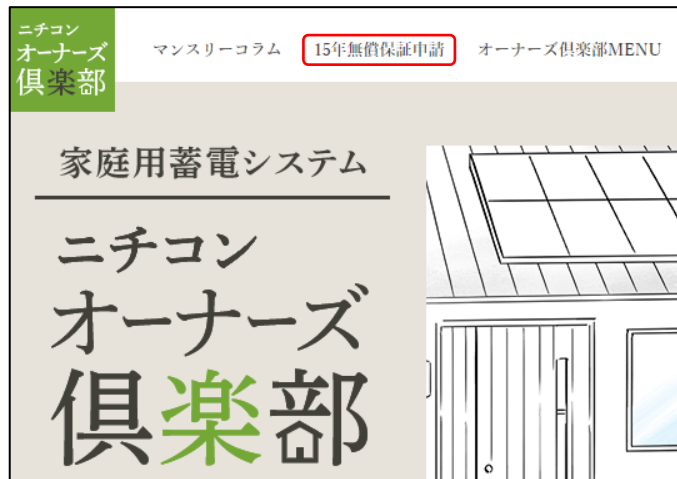 ニチコン
オーナーズ
倶楽部
マンスリーコラム
15年無償保証申請
オーナーズ倶楽部MENU
家庭用蓄電システム
ニチコン
オーナーズ
倶楽部